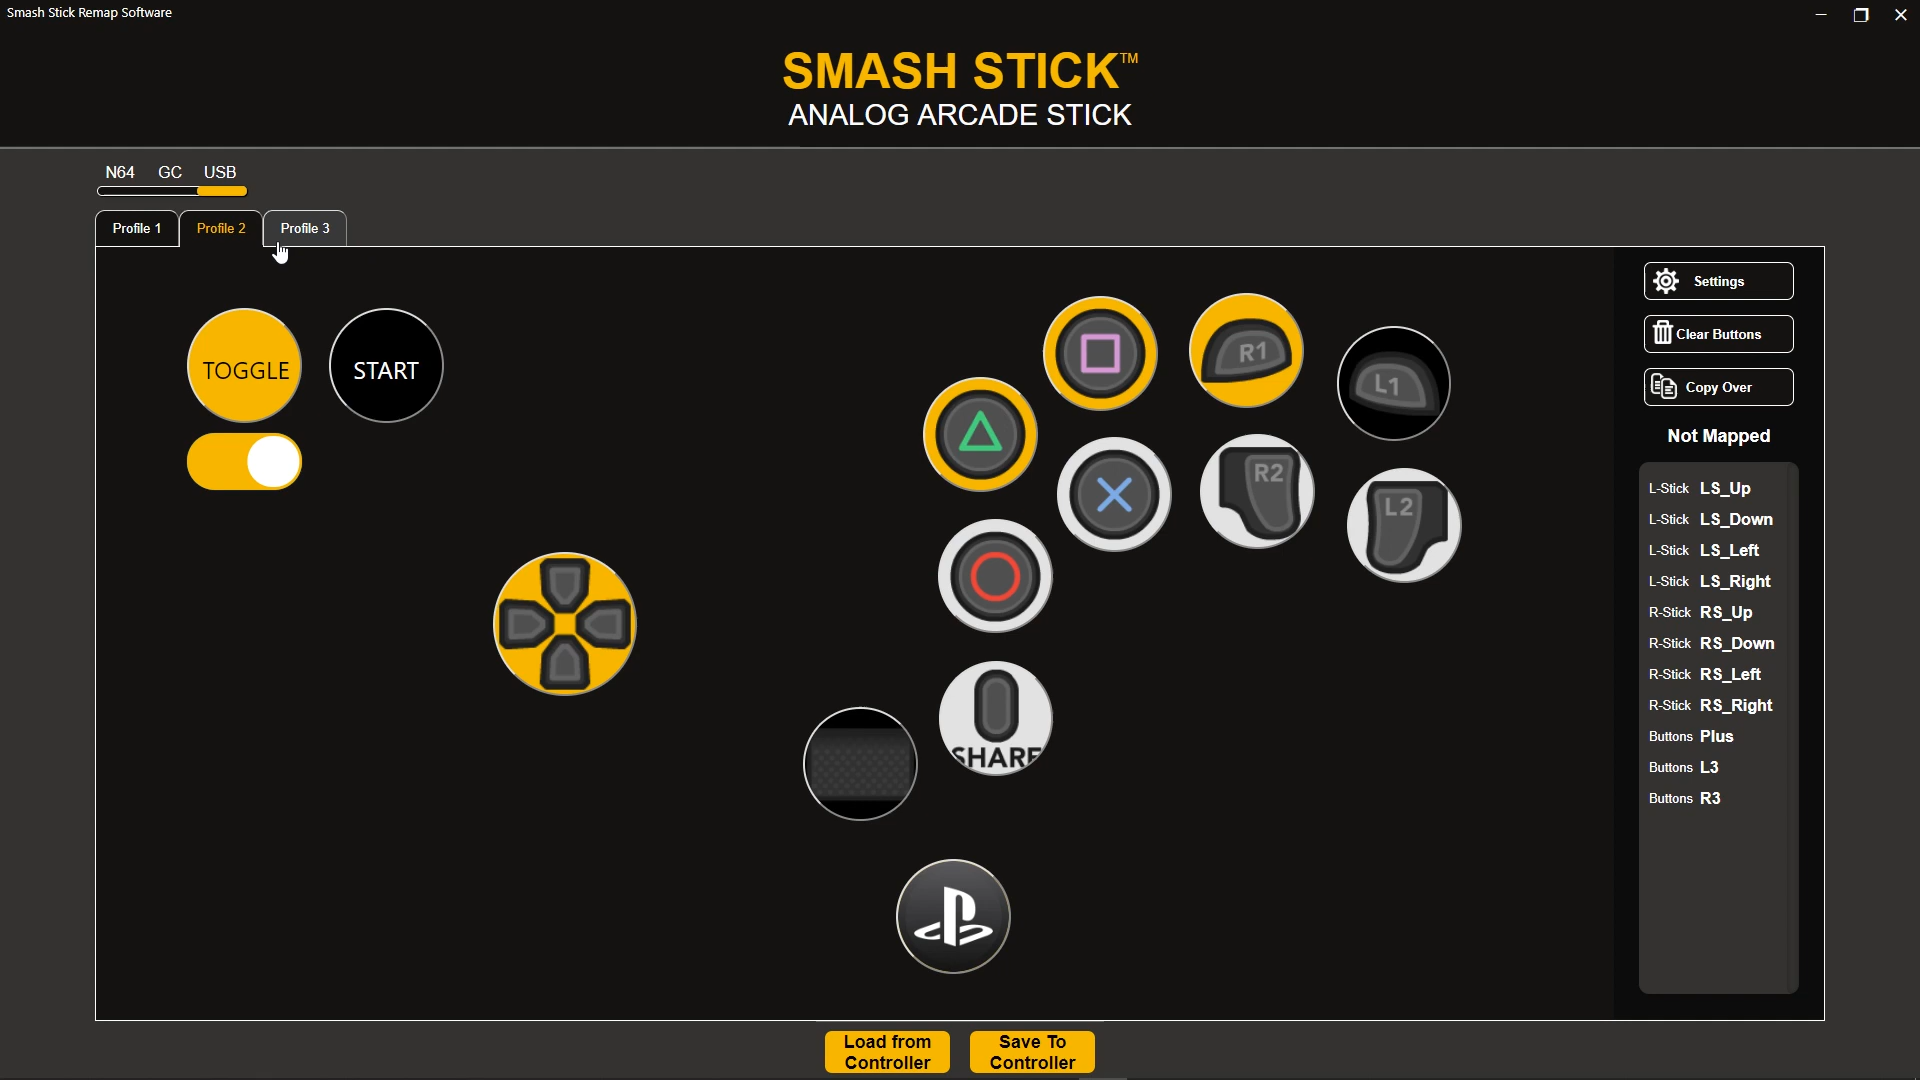 Smash Stick Remap Software
SMASH STICK™
ANALOG ARCADE STICK
N64 GC USB
Profile 1 Profile 2 Profile 3
TOGGLE START
R1
L1
R2
L2
SHARE
Settings
Clear Buttons
Copy Over
Not Mapped
L-Stick LS_Up
L-Stick LS_Down
L-Stick LS_Left
L-Stick LS_Right
R-Stick RS_Up
R-Stick RS_Down
R-Stick RS_Left
R-Stick RS_Right
Buttons Plus
Buttons L3
Buttons R3
Load from
Controller
Save To
Controller